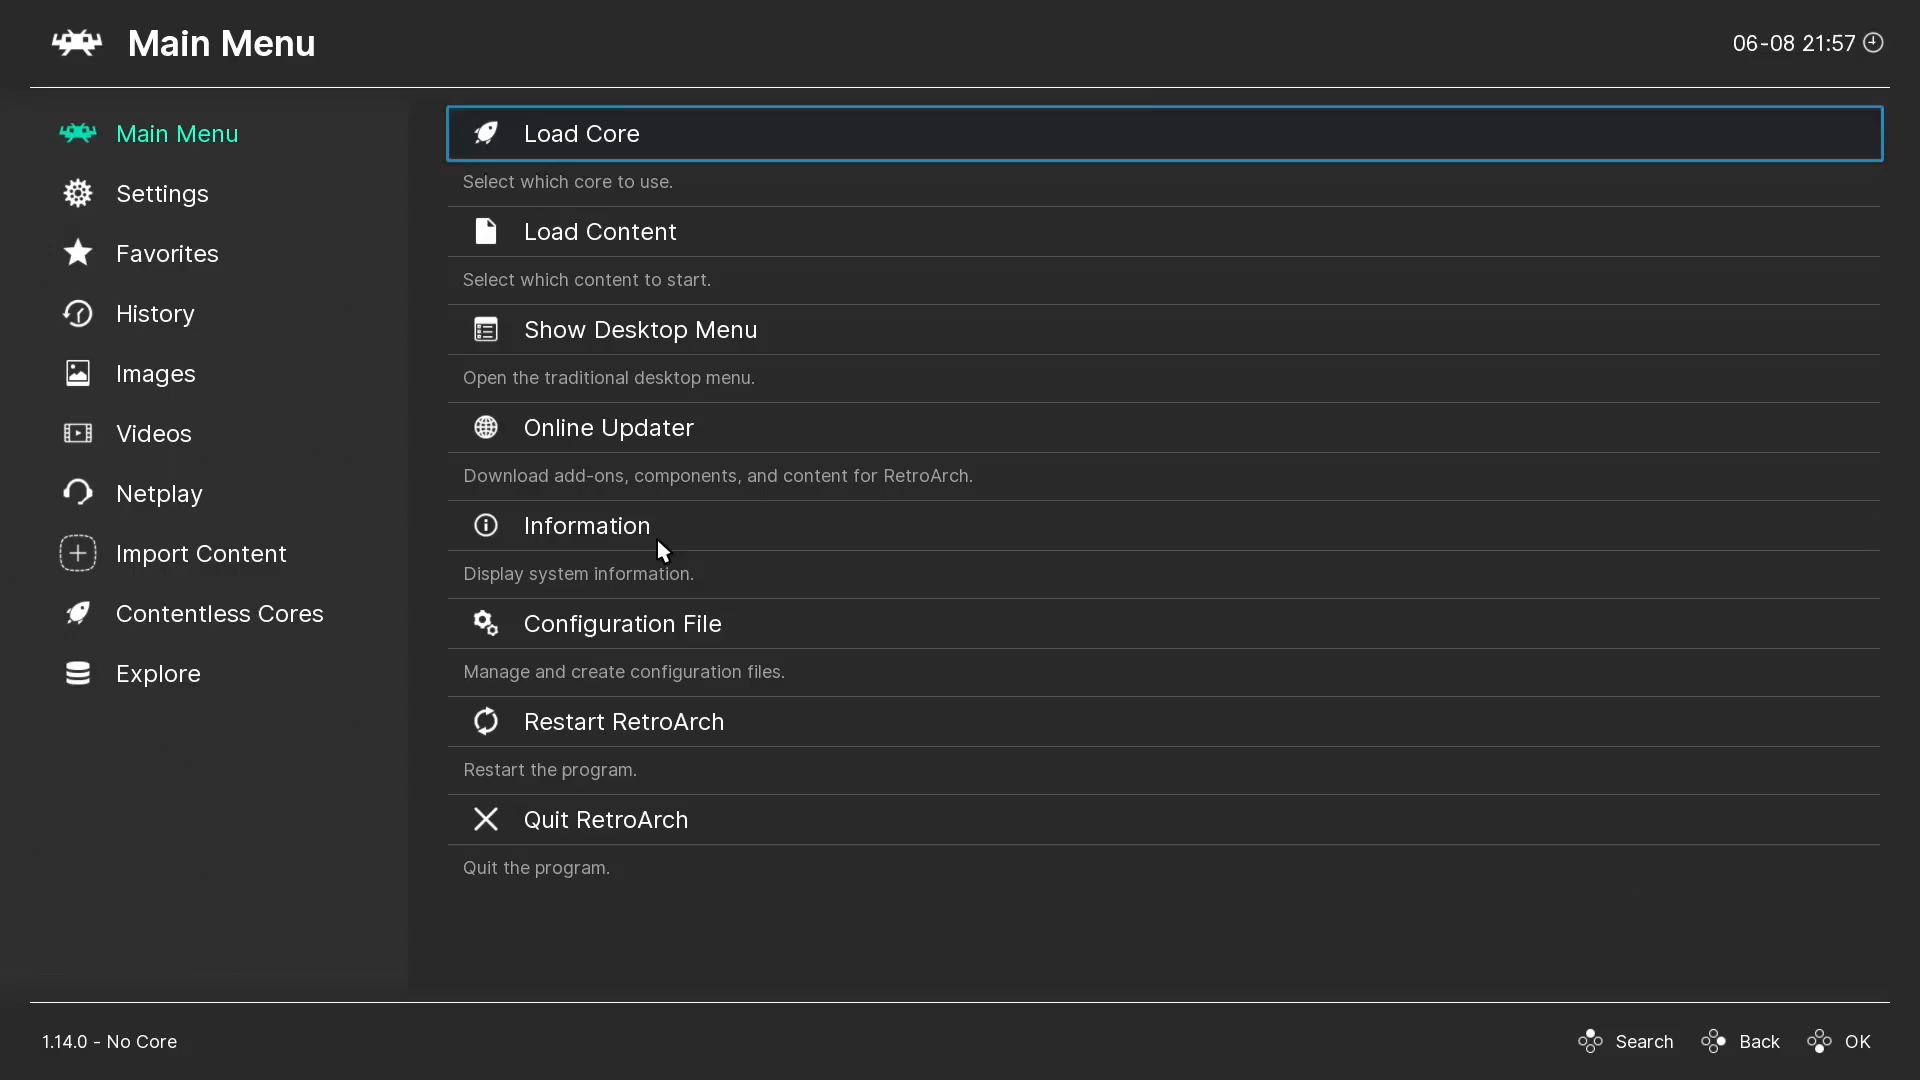 Main Menu
06-08 21:57
Main Menu
Settings
Favorites
History
Images
Videos
Netplay
Import Content
Contentless Cores
Explore
Load Core
Select which core to use.
Load Content
Select which content to start.
Show Desktop Menu
Open the traditional desktop menu.
Online Updater
Download add-ons, components, and content for RetroArch.
Information
Display system information.
Configuration File
Manage and create configuration files.
Restart RetroArch
Restart the program.
Quit RetroArch
Quit the program.
1.14.0 - No Core
Search Back OK